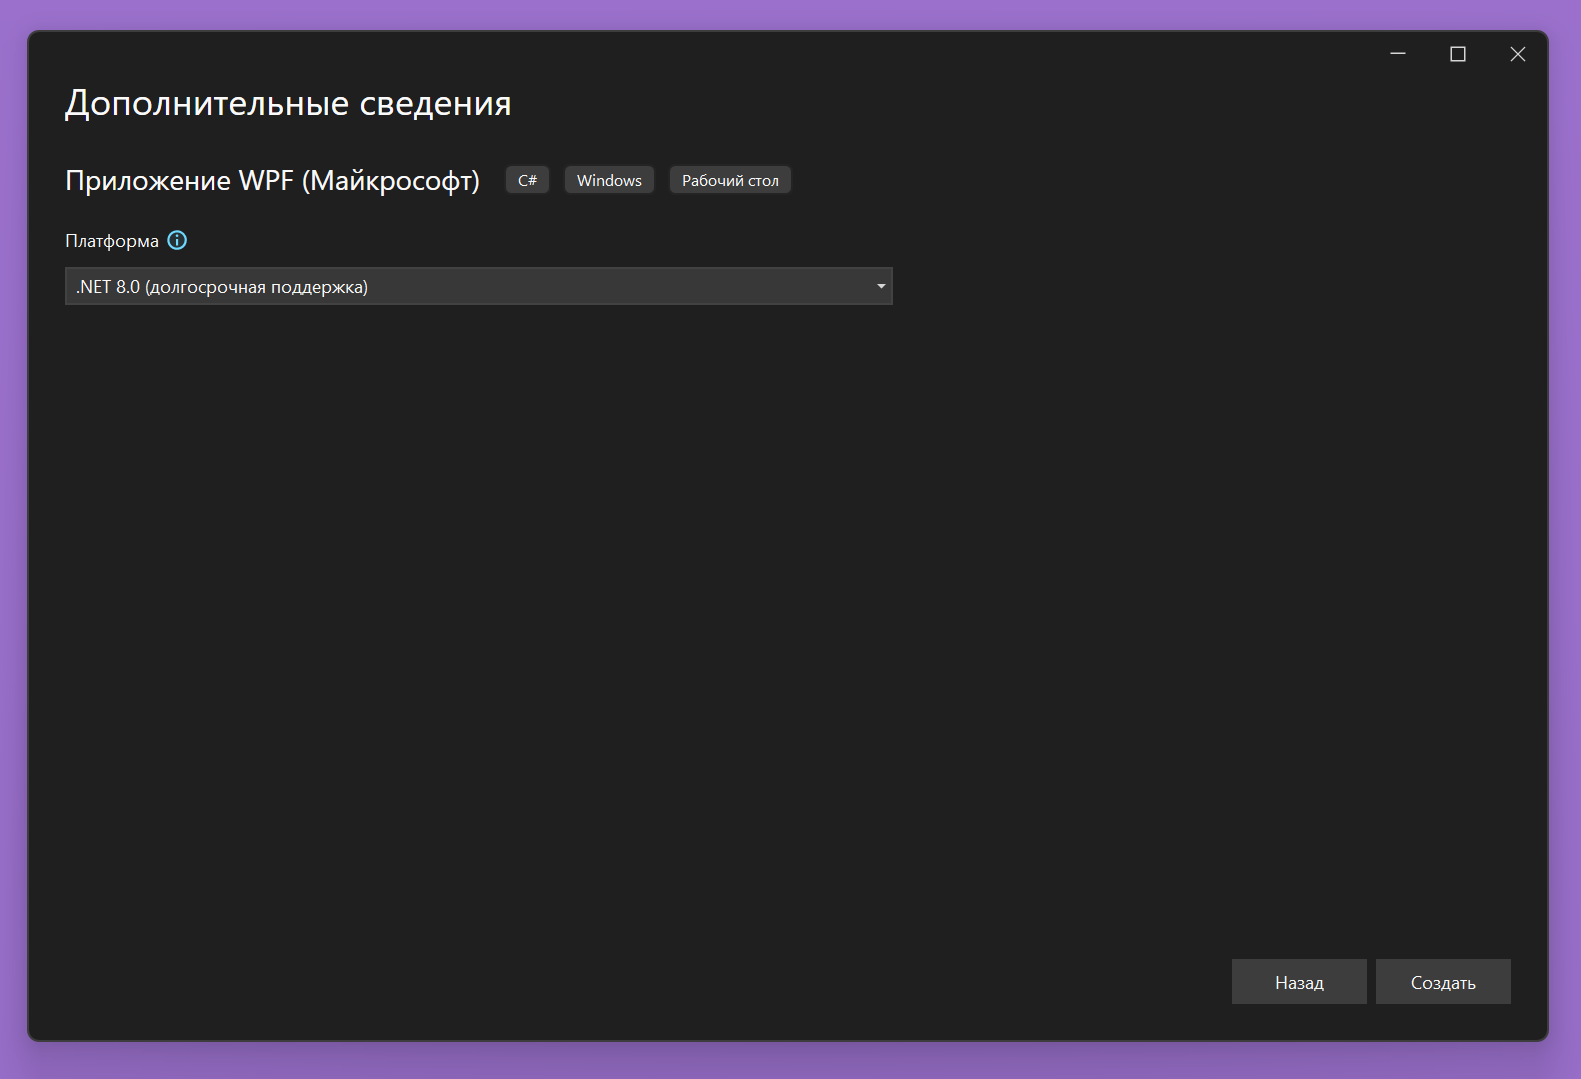 Дополнительные сведения
Приложение WPF (Майкрософт) C# Windows Рабочий стол
Платформа
.NET 8.0 (долгосрочная поддержка)
Назад Создать